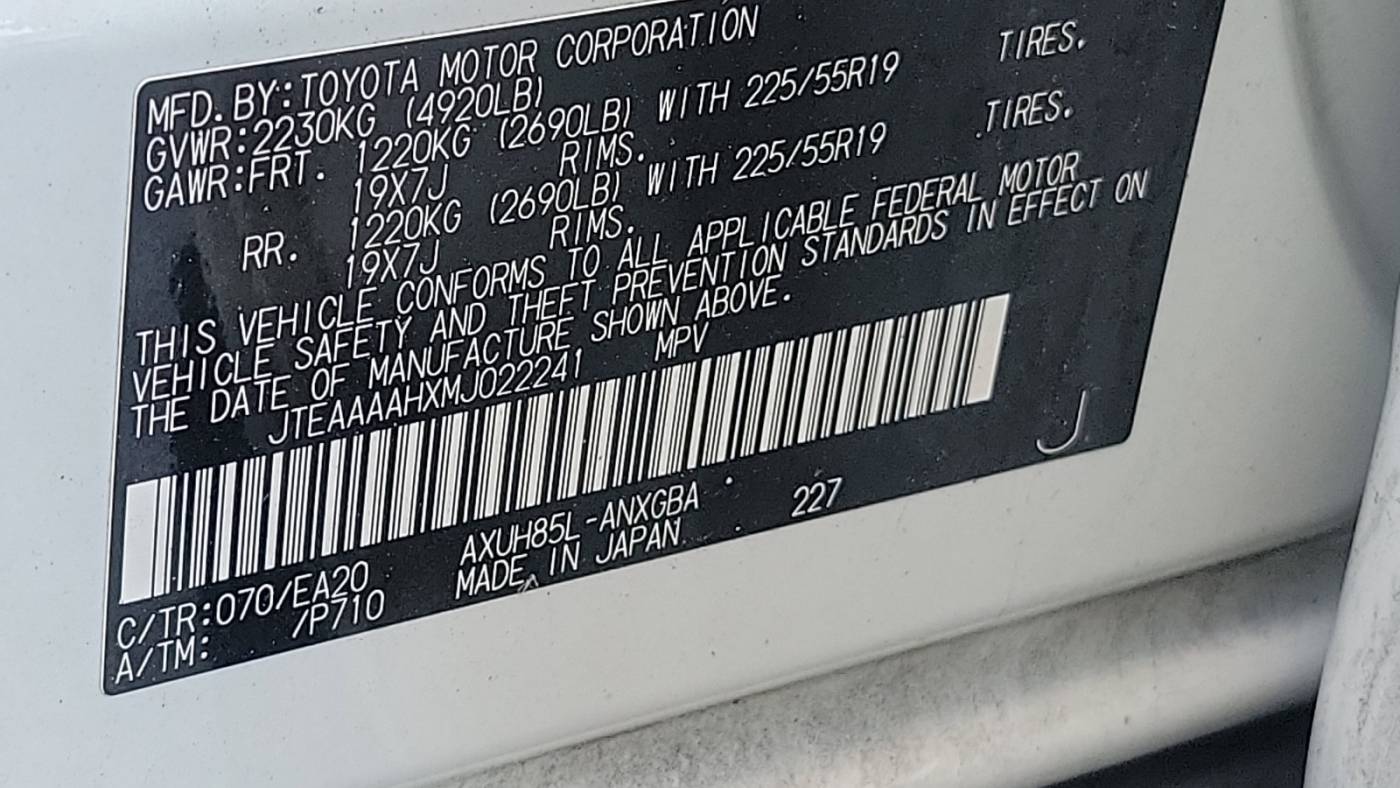 MFD. BY:TOYOTA MOTOR CORPORATION
GVWR:2230KG (4920LB)
GAWR:FRT. 1220KG (2690LB) WITH 225/55R19 TIRES.
19X7J RIMS.
RR. 1220KG (2690LB) WITH 225/55R19 TIRES.
19X7J RIMS.
THIS VEHICLE CONFORMS TO ALL APPLICABLE FEDERAL MOTOR
VEHICLE SAFETY AND THEFT PREVENTION STANDARDS IN EFFECT ON
THE DATE OF MANUFACTURE SHOWN ABOVE.
JTEAAAAHXMJ022241 MPV
C/TR:070/EA20 AXUH85L-ANXGBA 227
A/TM: /P710 MADE IN JAPAN
J